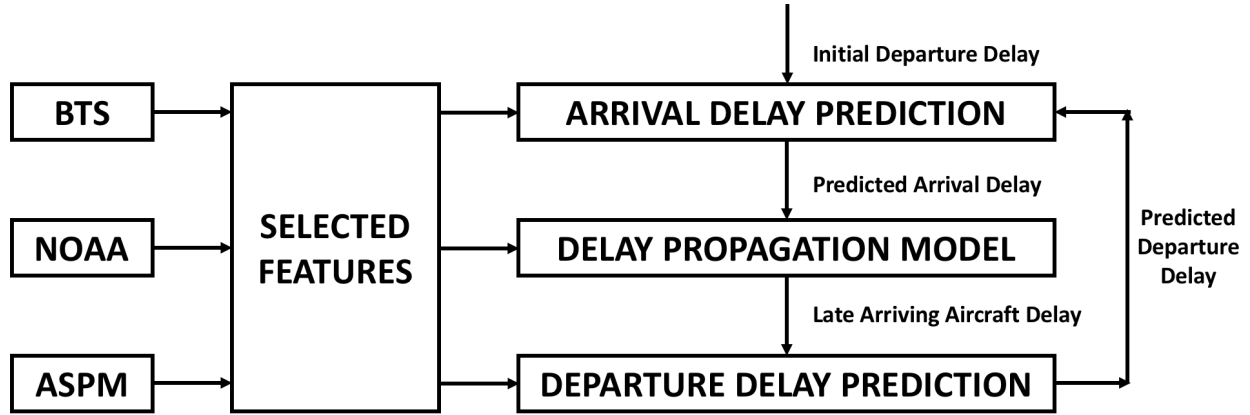 Initial Departure Delay
BTS
ARRIVAL DELAY PREDICTION
Predicted Arrival Delay
NOAA
SELECTED
FEATURES
DELAY PROPAGATION MODEL
Predicted
Departure
Delay
Late Arriving Aircraft Delay
ASPM
DEPARTURE DELAY PREDICTION